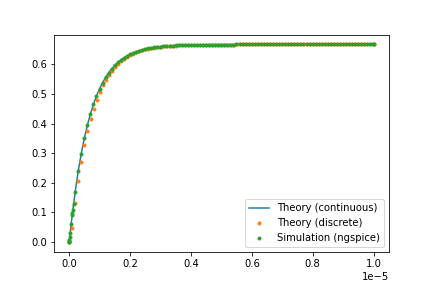 0.6
0.5
0.4
0.3
0.2
0.1
0.0
Theory (continuous)
Theory (discrete)
Simulation (ngspice)
0.0 0.2 0.4 0.6 0.8 1.0
1e−5